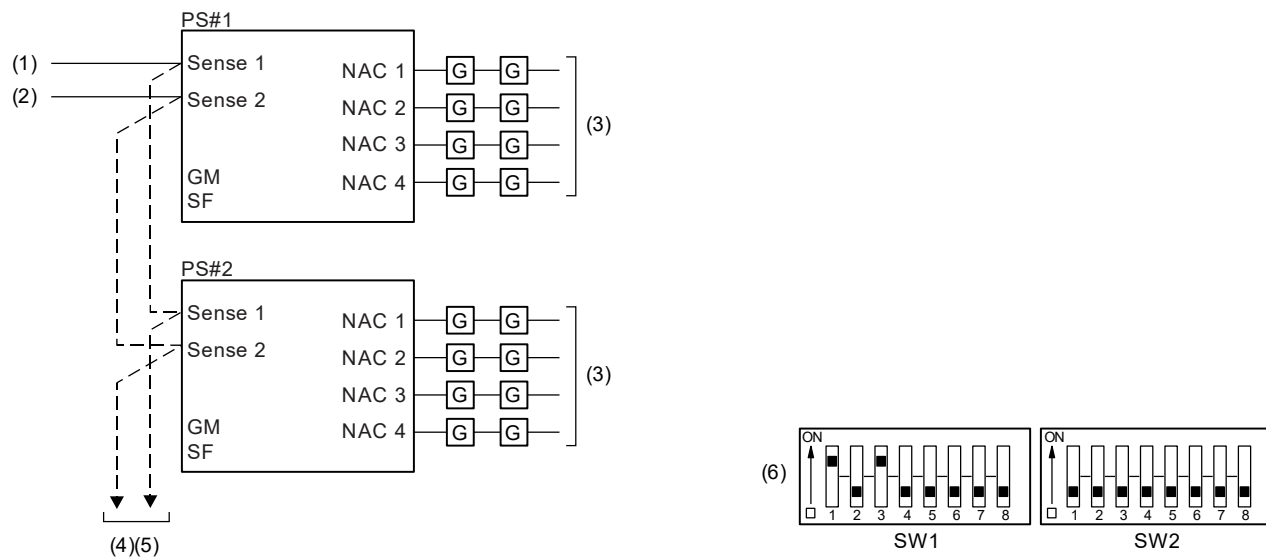 PS#1
(1)
Sense 1
(2)
Sense 2
GM
SF
NAC 1 G G
NAC 2 G G
NAC 3 G G
NAC 4 G G
(3)
PS#2
Sense 1
Sense 2
GM
SF
NAC 1 G G
NAC 2 G G
NAC 3 G G
NAC 4 G G
(3)
(4)(5)
(6)
ON
1 2 3 4 5 6 7 8
SW1
ON
1 2 3 4 5 6 7 8
SW2